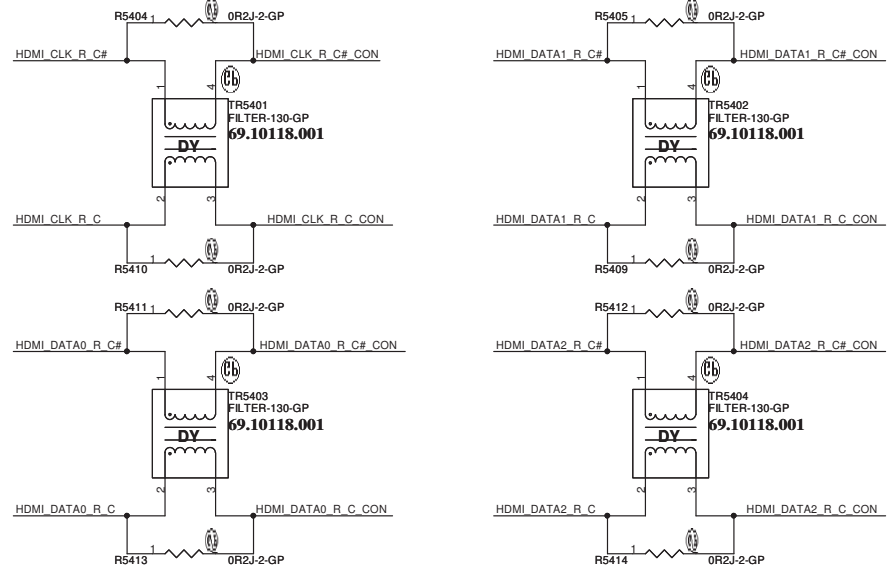 R5404 1 0R2J-2-GP
HDMI_CLK_R_C# HDMI_CLK_R_C#_CON
1 4
TR5401
FILTER-130-GP
69.10118.001
DY
2 3
HDMI_CLK_R_C HDMI_CLK_R_C_CON
R5410 1 0R2J-2-GP
R5405 1 0R2J-2-GP
HDMI_DATA1_R_C# HDMI_DATA1_R_C#_CON
1 4
TR5402
FILTER-130-GP
69.10118.001
DY
2 3
HDMI_DATA1_R_C HDMI_DATA1_R_C_CON
R5409 1 0R2J-2-GP
R5411 1 0R2J-2-GP
HDMI_DATA0_R_C# HDMI_DATA0_R_C#_CON
1 4
TR5403
FILTER-130-GP
69.10118.001
DY
2 3
HDMI_DATA0_R_C HDMI_DATA0_R_C_CON
R5413 1 0R2J-2-GP
R5412 1 0R2J-2-GP
HDMI_DATA2_R_C# HDMI_DATA2_R_C#_CON
1 4
TR5404
FILTER-130-GP
69.10118.001
DY
2 3
HDMI_DATA2_R_C HDMI_DATA2_R_C_CON
R5414 1 0R2J-2-GP